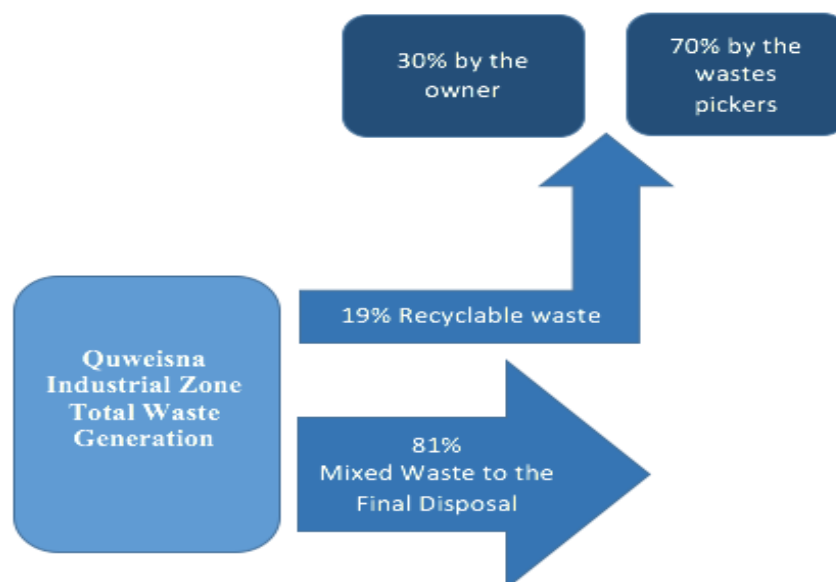 30% by the
owner
70% by the
wastes
pickers
19% Recyclable waste
Quweisna
Industrial Zone
Total Waste
Generation
81%
Mixed Waste to the
Final Disposal